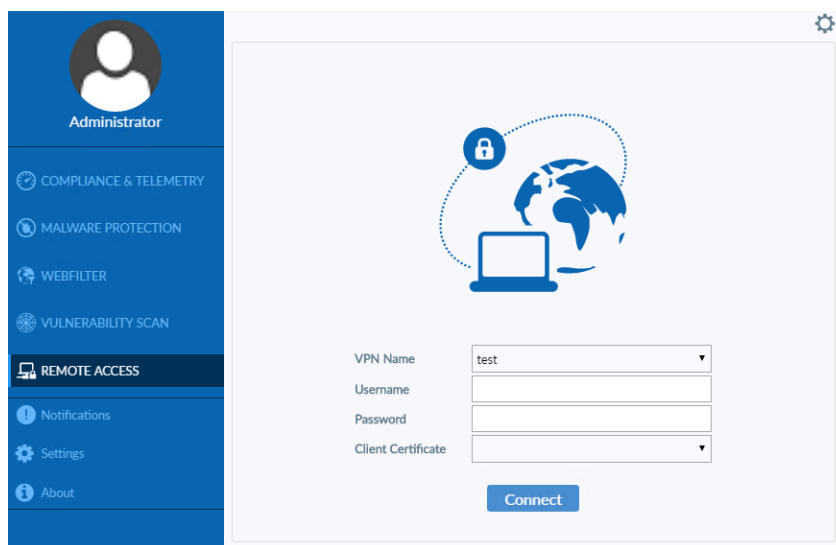 Administrator
COMPLIANCE & TELEMETRY
MALWARE PROTECTION
WEBFILTER
VULNERABILITY SCAN
REMOTE ACCESS
Notifications
Settings
About
VPN Name test
Username
Password
Client Certificate
Connect